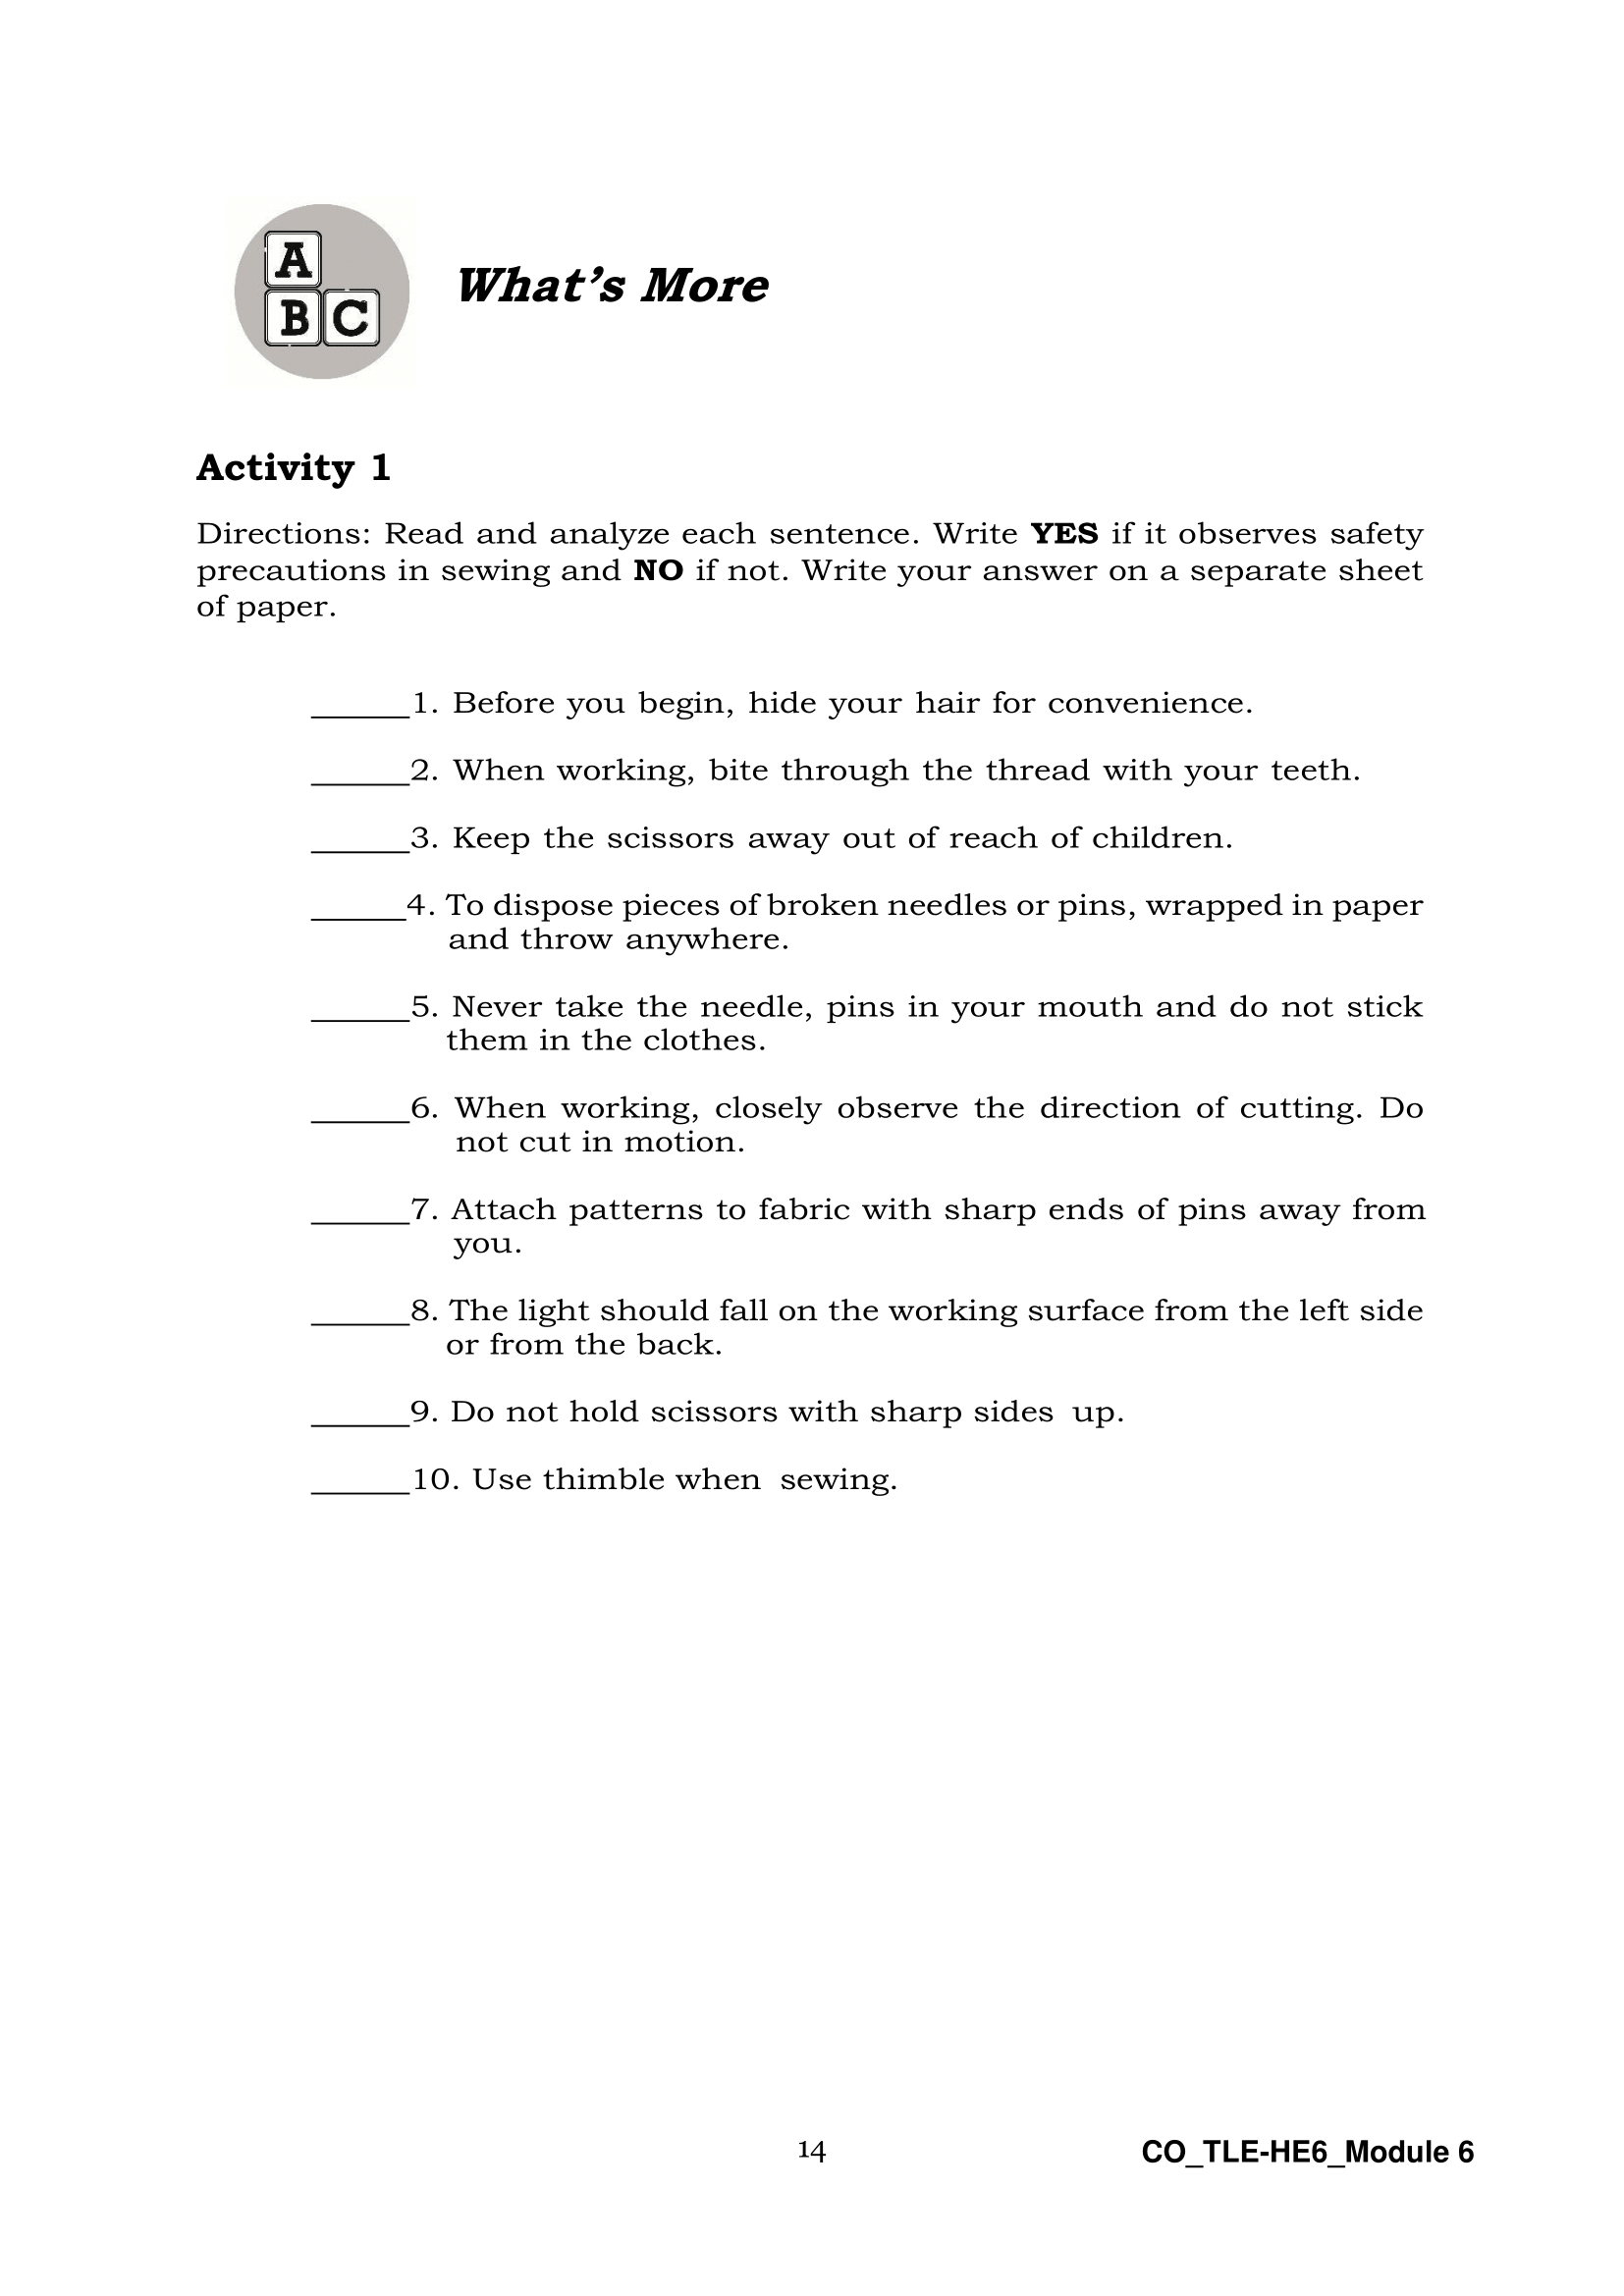 A
B C
What's More
Activity 1
Directions: Read and analyze each sentence. Write YES if it observes safety
precautions in sewing and NO if not. Write your answer on a separate sheet
of paper.
______1. Before you begin, hide your hair for convenience.
______2. When working, bite through the thread with your teeth.
______3. Keep the scissors away out of reach of children.
______4. To dispose pieces of broken needles or pins, wrapped in paper
and throw anywhere.
______5. Never take the needle, pins in your mouth and do not stick
them in the clothes.
______6. When working, closely observe the direction of cutting. Do
not cut in motion.
______7. Attach patterns to fabric with sharp ends of pins away from
you.
______8. The light should fall on the working surface from the left side
or from the back.
______9. Do not hold scissors with sharp sides up.
______10. Use thimble when sewing.
14 CO_TLE-HE6_Module 6